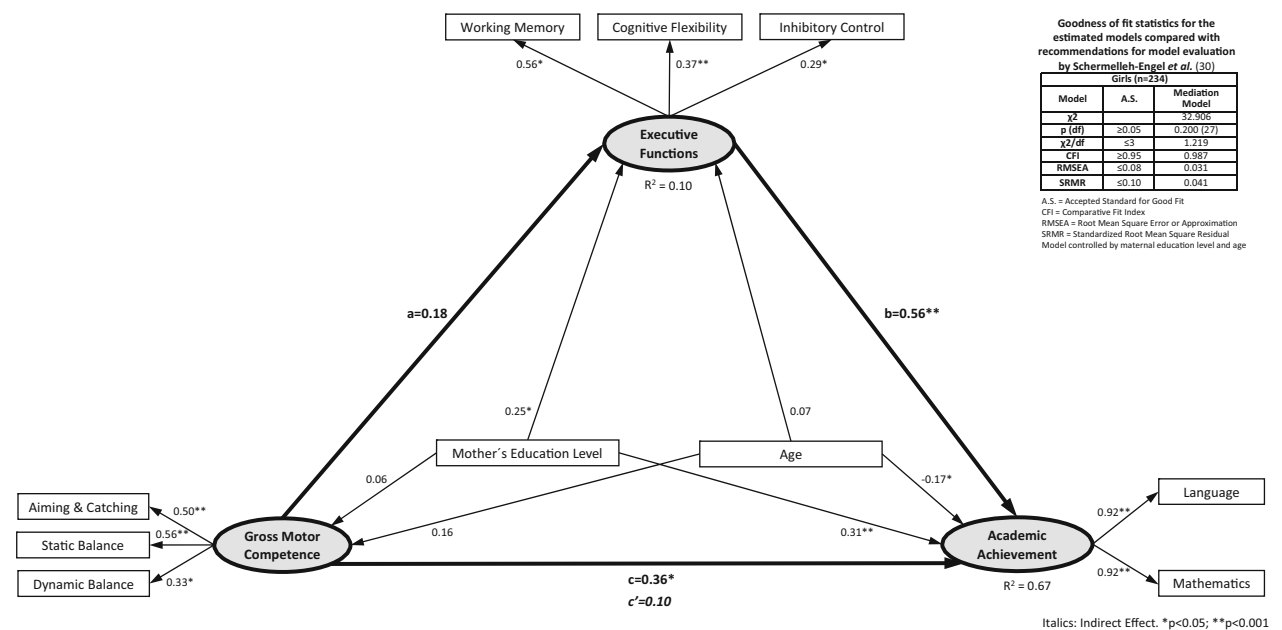 Working Memory
Cognitive Flexibility
Inhibitory Control
0.56*
0.37**
0.29*
Executive
Functions
R² = 0.10
Goodness of fit statistics for the
estimated models compared with
recommendations for model evaluation
by Schermelleh-Engel et al. (30)
Girls (n=234)
Model A.S. Mediation Model
χ2 32.906
p (df) ≥0.05 0.200 (27)
χ2/df ≤3 1.219
CFI ≥0.95 0.987
RMSEA ≤0.08 0.031
SRMR ≤0.10 0.041
A.S. = Accepted Standard for Good Fit
CFI = Comparative Fit Index
RMSEA = Root Mean Square Error or Approximation
SRMR = Standardized Root Mean Square Residual
Model controlled by maternal education level and age
a=0.18
b=0.56**
0.25*
0.07
Mother´s Education Level
Age
0.06
0.16
0.31**
-0.17*
Aiming & Catching
Static Balance
Dynamic Balance
0.50**
0.56**
0.33*
Gross Motor
Competence
Academic
Achievement
R² = 0.67
Language
Mathematics
0.92**
0.92**
c=0.36*
c’=0.10
Italics: Indirect Effect. *p<0.05; **p<0.001